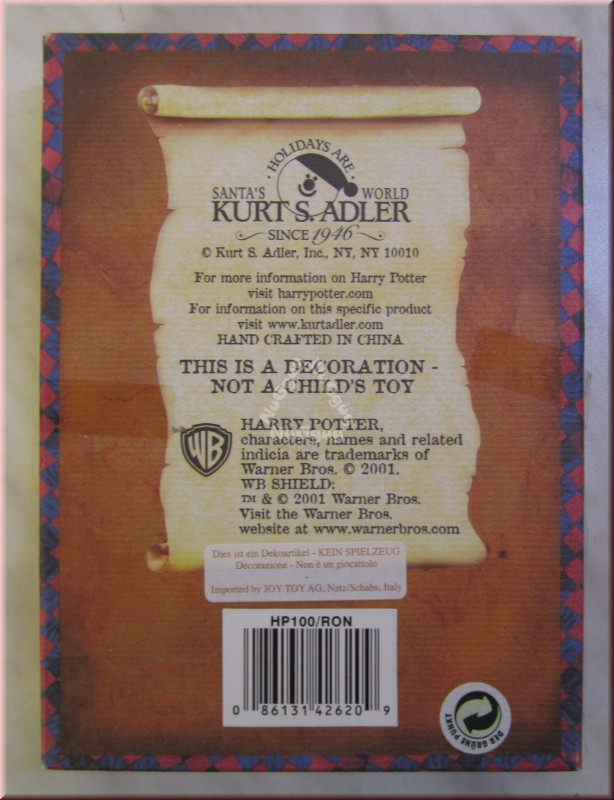 HOLIDAYS ARE
SANTA'S WORLD
KURT S. ADLER
SINCE 1946
© Kurt S. Adler, Inc., NY, NY 10010
For more information on Harry Potter
visit harrypotter.com
For information on this specific product
visit www.kurtadler.com
HAND CRAFTED IN CHINA
THIS IS A DECORATION -
NOT A CHILD'S TOY
WB
HARRY POTTER,
characters, names and related
indicia are trademarks of
Warner Bros. © 2001.
WB SHIELD:
TM & © 2001 Warner Bros.
Visit the Warner Bros.
website at www.warnerbros.com
Dies ist ein Dekoartikel - KEIN SPIELZEUG
Decorazione - Non è un giocattolo
Imported by JOY TOY AG, Natz/Schabs, Italy
HP100/RON
0 86131 42620 9
DER GRÜNE PUNKT